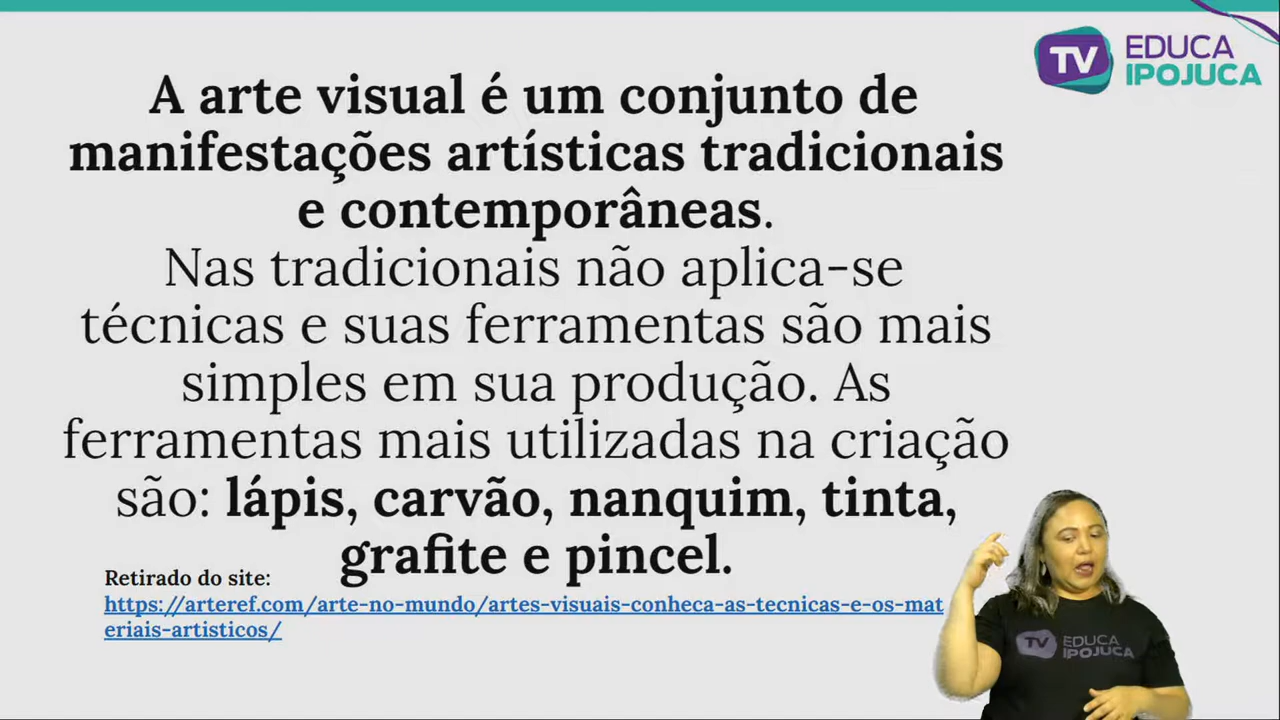 TV EDUCA
IPOJUCA
A arte visual é um conjunto de
manifestações artísticas tradicionais
e contemporâneas.
Nas tradicionais não aplica-se
técnicas e suas ferramentas são mais
simples em sua produção. As
ferramentas mais utilizadas na criação
são: lápis, carvão, nanquim, tinta,
grafite e pincel.
Retirado do site:
https://arteref.com/arte-no-mundo/artes-visuais-conheca-as-tecnicas-e-os-mat
eriais-artisticos/
TV EDUCA
IPOJUCA